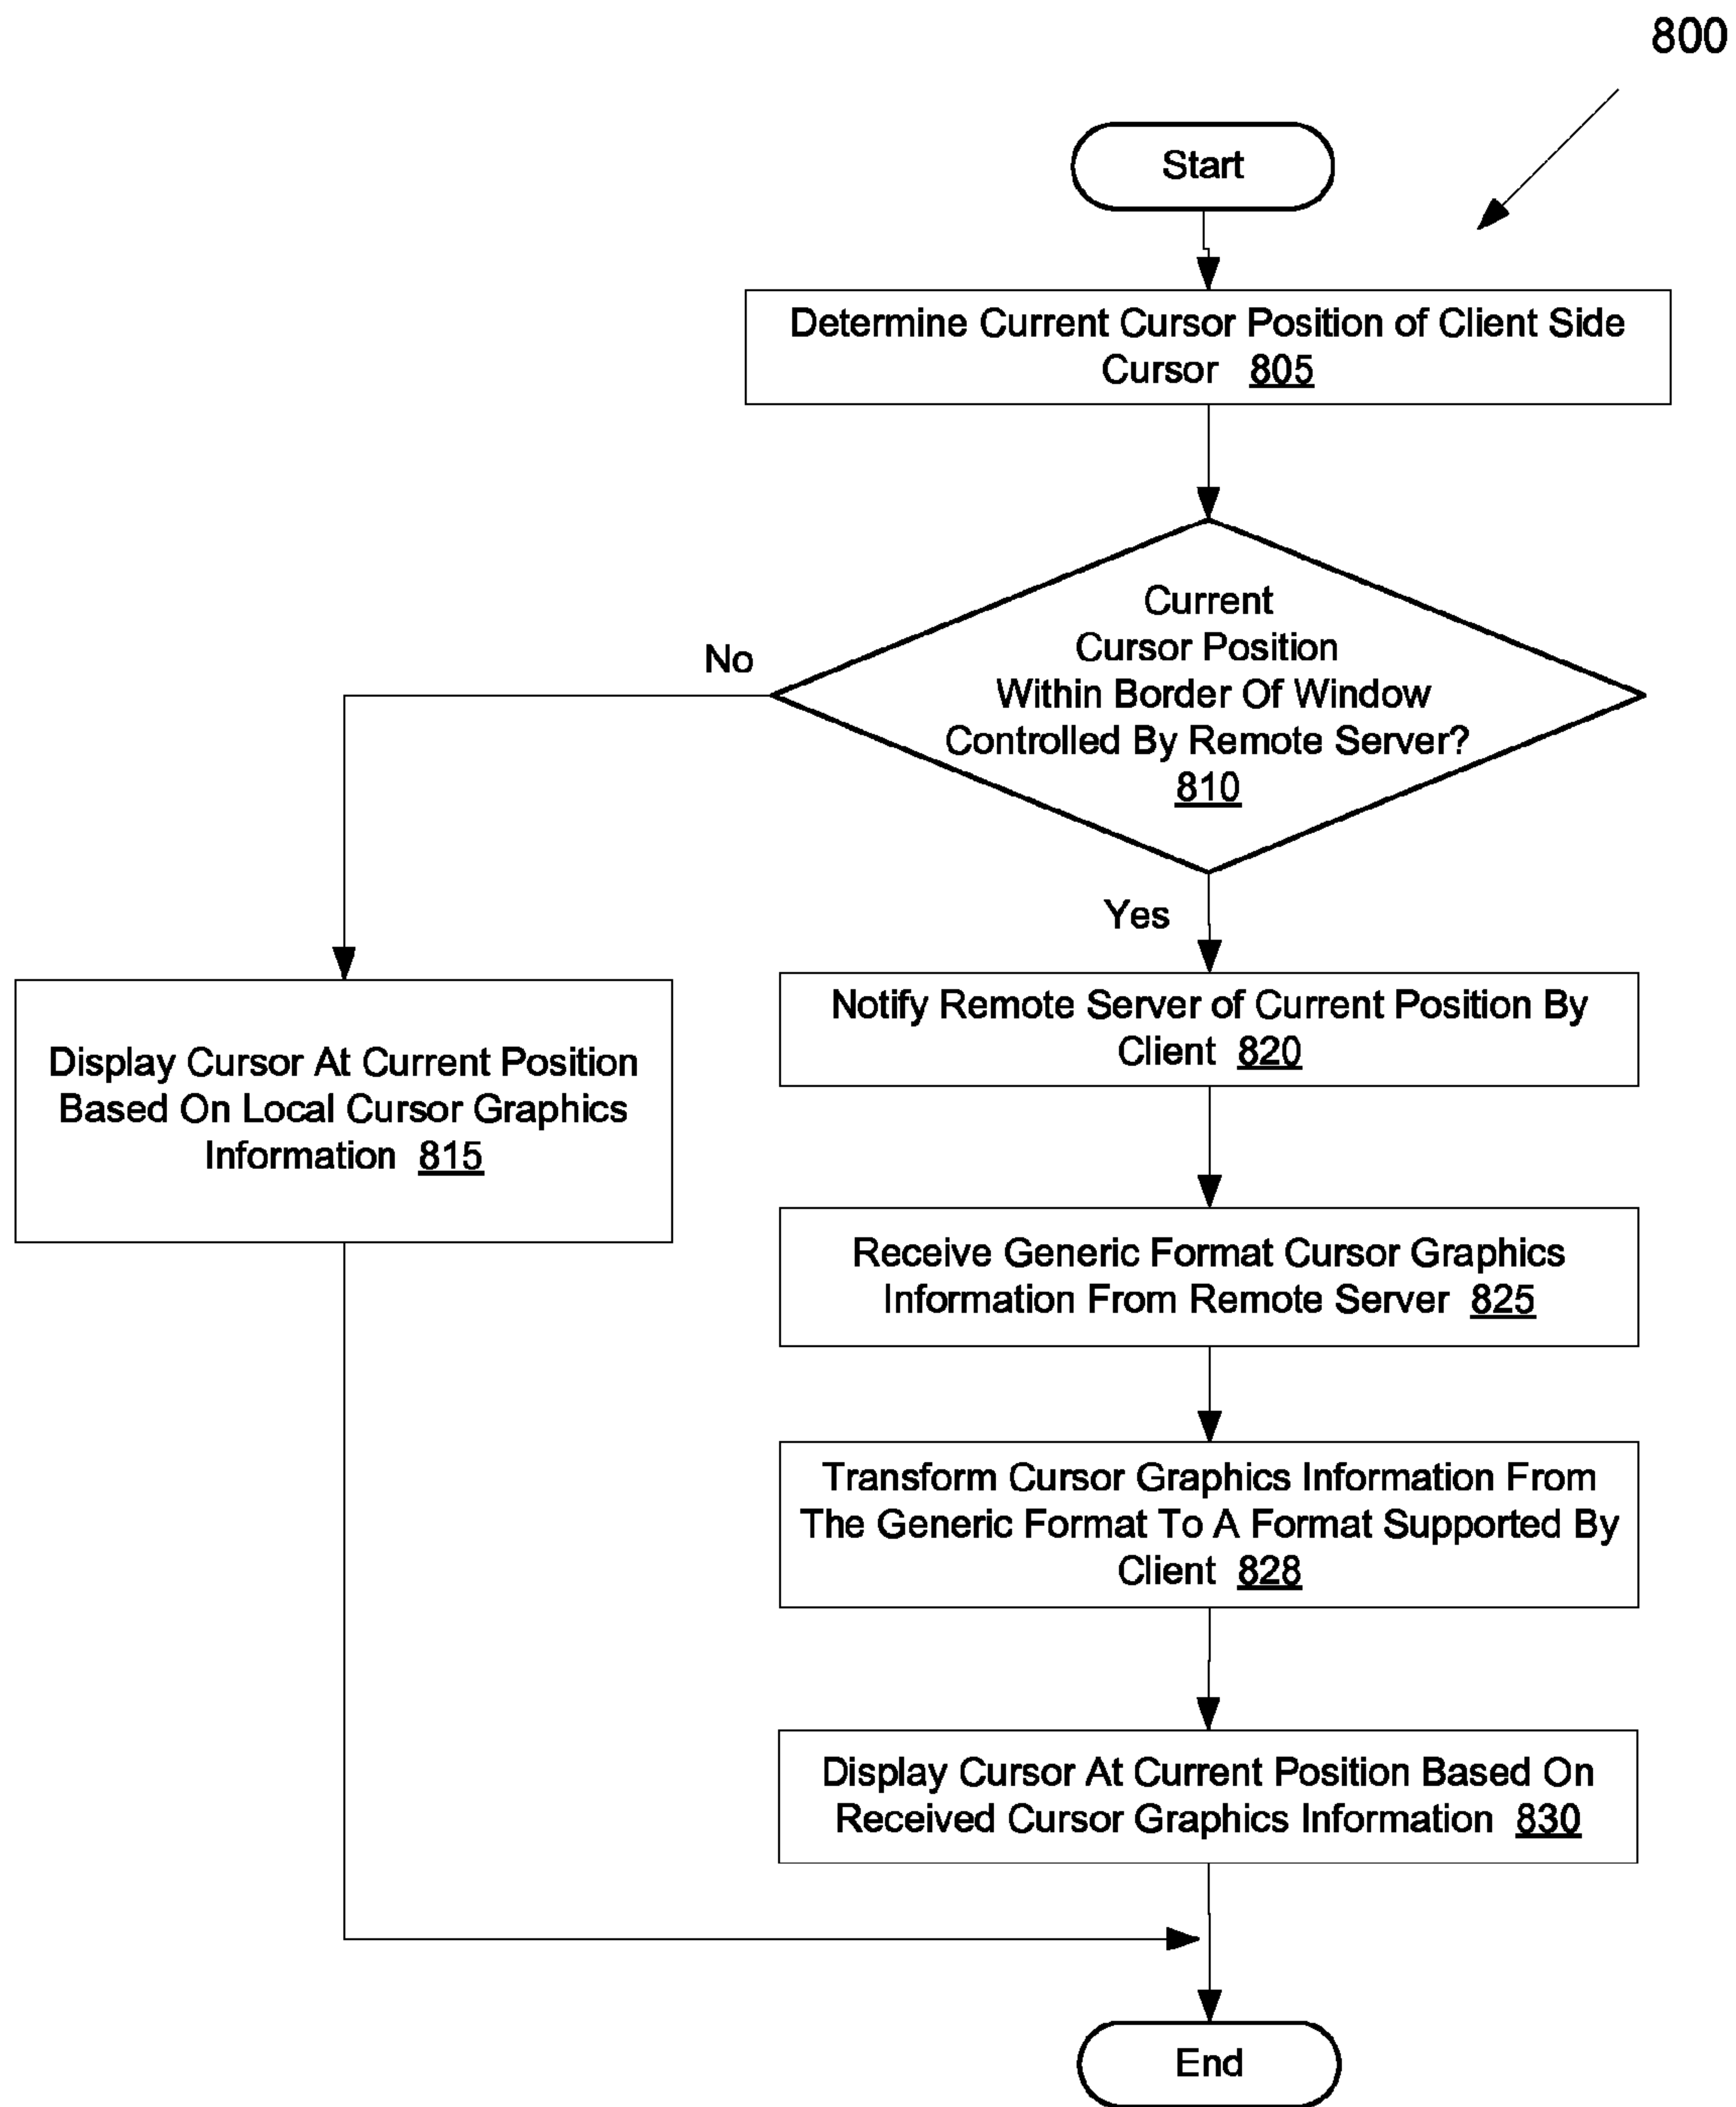 800
Start
Determine Current Cursor Position of Client Side
Cursor 805
Current
Cursor Position
Within Border Of Window
Controlled By Remote Server?
810
No
Yes
Display Cursor At Current Position
Based On Local Cursor Graphics
Information 815
Notify Remote Server of Current Position By
Client 820
Receive Generic Format Cursor Graphics
Information From Remote Server 825
Transform Cursor Graphics Information From
The Generic Format To A Format Supported By
Client 828
Display Cursor At Current Position Based On
Received Cursor Graphics Information 830
End